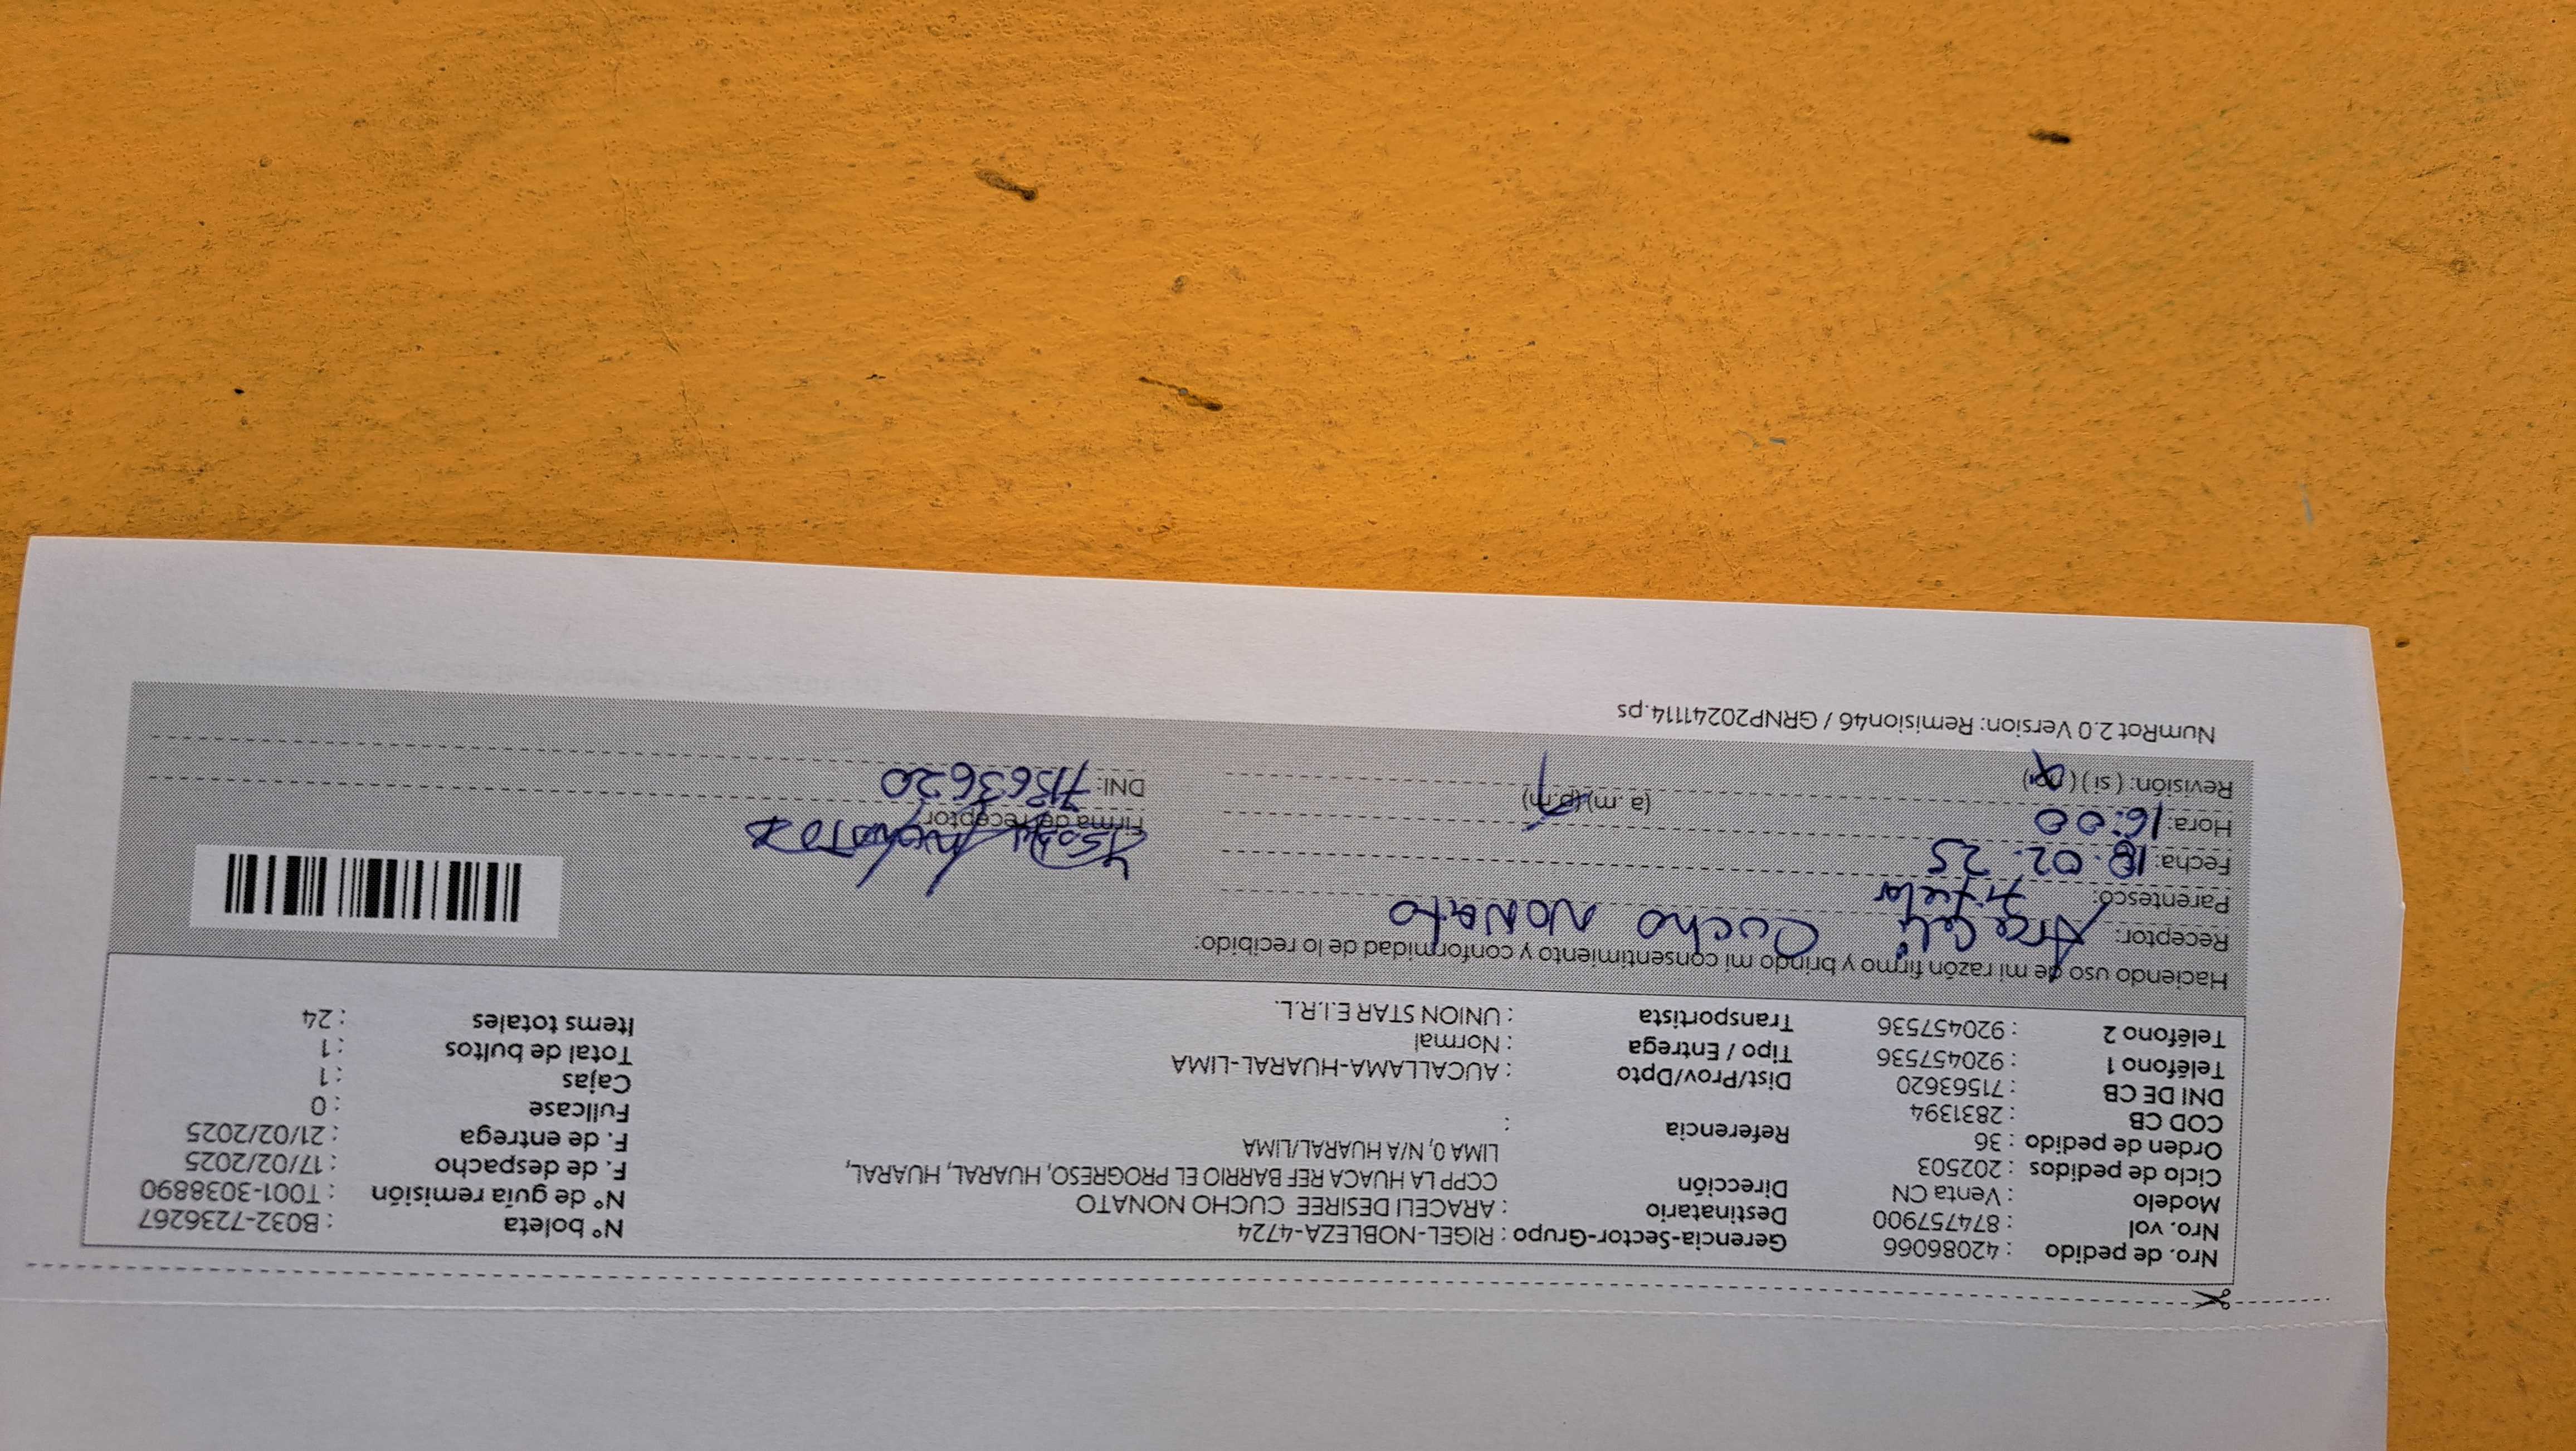 Nro. de pedido : 42086066 Gerencia-Sector-Grupo : RIGEL-NOBLEZA-4724 N° boleta : B032-7236267
Nro. vol : 874757900 Destinatario : ARACELI DESIREE CUCHO NONATO N° de guía remisión : T001-3038890
Modelo : Venta CN Dirección CCPP LA HUACA REF BARRIO EL PROGRESO, HUARAL, HUARAL, F. de despacho : 17/02/2025
Ciclo de pedidos : 202503 LIMA 0, N/A HUARAL/LIMA F. de entrega : 21/02/2025
Orden de pedido : 36 Referencia : Fullcase : 0
COD CB : 2831394 Cajas : 1
DNI DE CB : 71563620 Dist/Prov/Dpto : AUCALLAMA-HUARAL-LIMA Total de bultos : 1
Teléfono 1 : 920457536 Tipo / Entrega : Normal Items totales : 24
Teléfono 2 : 920457536 Transportista : UNION STAR E.I.R.L.
Haciendo uso de mi razón firmo y brindo mi consentimiento y conformidad de lo recibido:
Receptor: Araceli Cucho Nonato
Parentesco: Titular
Fecha: 18.02.25 Firma de receptor
Hora: 16:00 (a. m) (p.m) DNI: 71563620
Revisión: ( si ) ( no )
NumRot 2.0 Version: Remision46 / GRNP20241114.ps